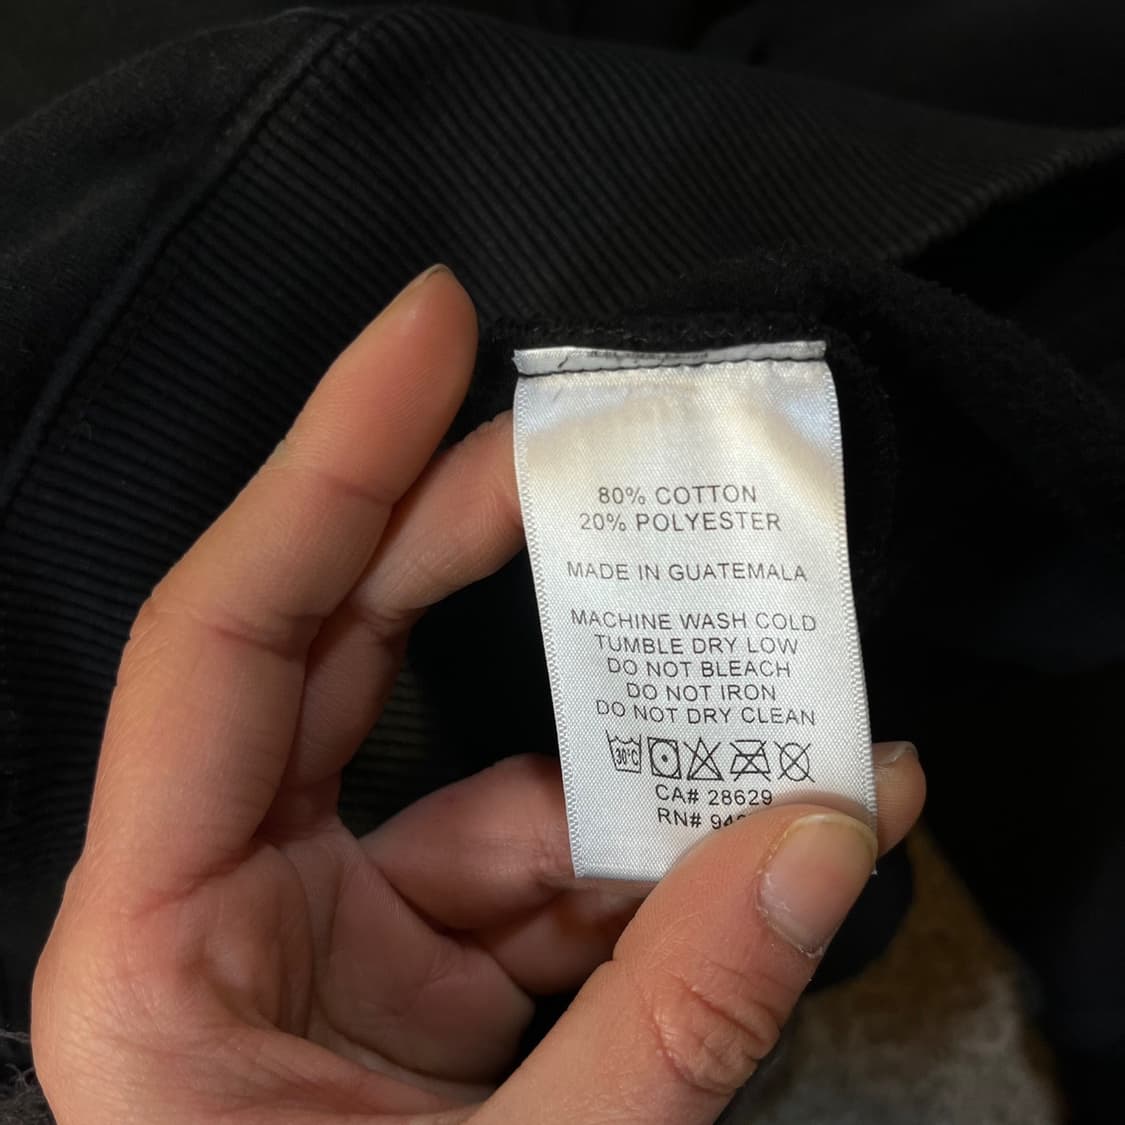 80% COTTON
20% POLYESTER
MADE IN GUATEMALA
MACHINE WASH COLD
TUMBLE DRY LOW
DO NOT BLEACH
DO NOT IRON
DO NOT DRY CLEAN
30°C
CA# 28629
RN#